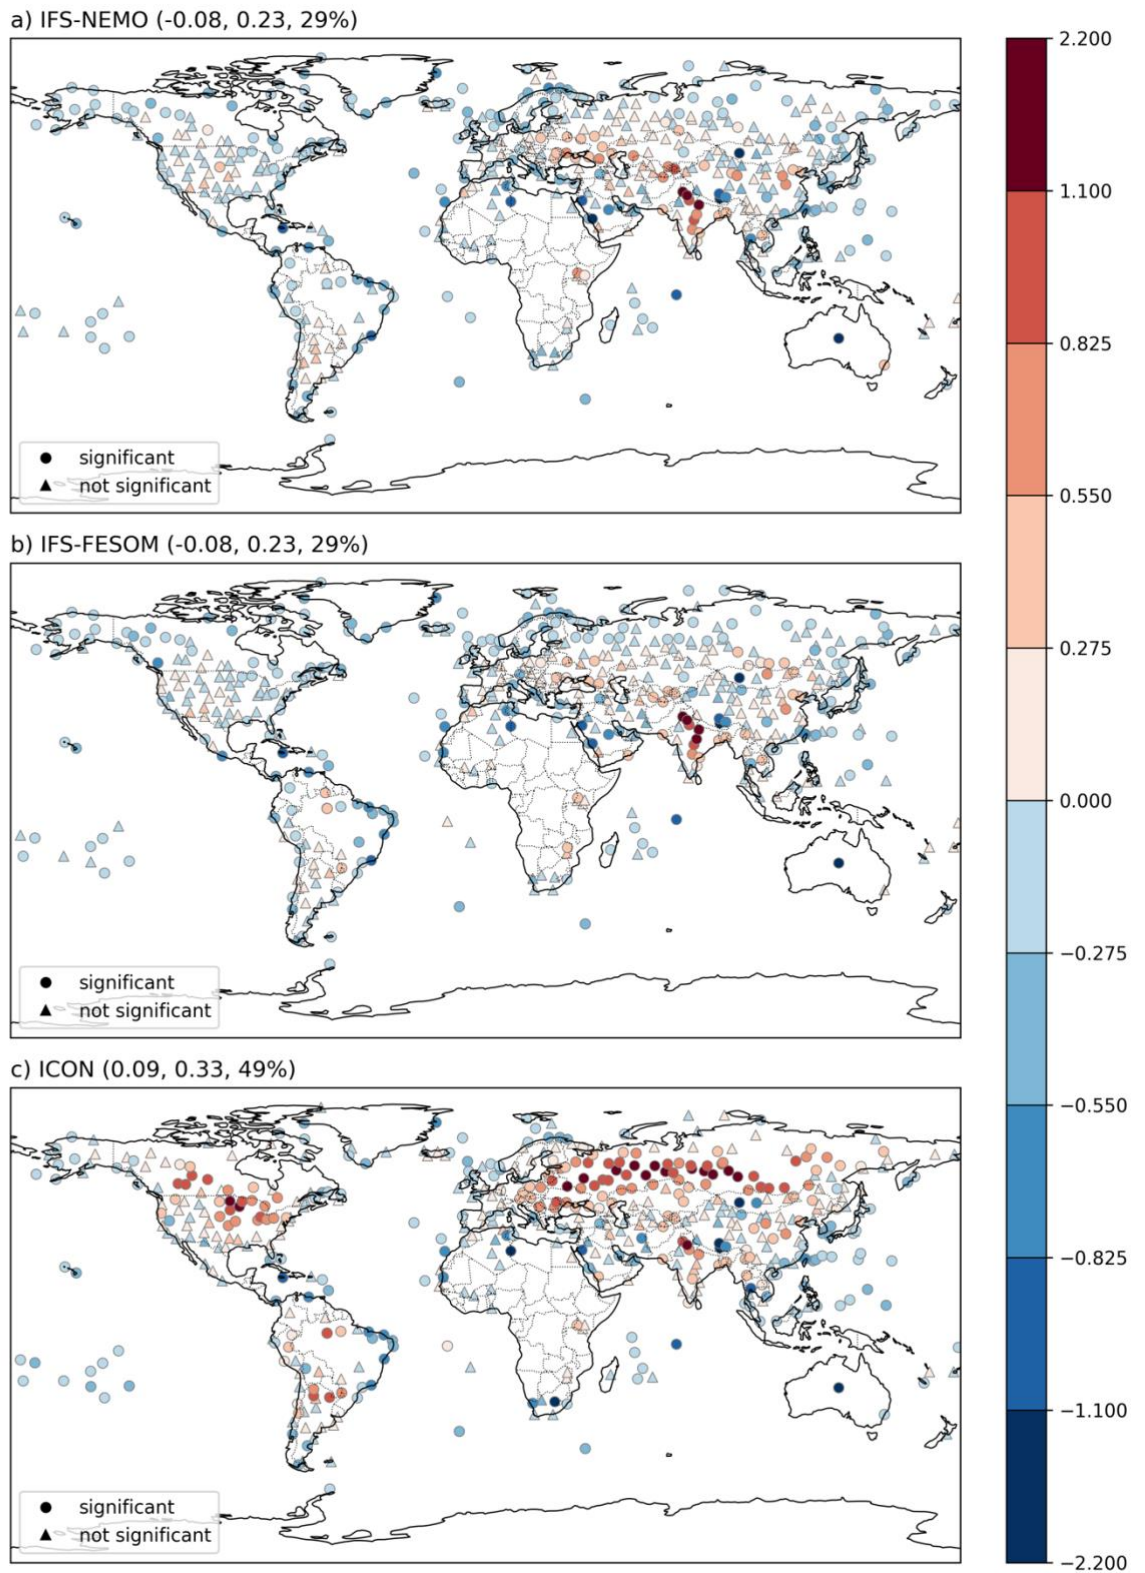 a) IFS-NEMO (-0.08, 0.23, 29%)
significant
not significant
b) IFS-FESOM (-0.08, 0.23, 29%)
significant
not significant
c) ICON (0.09, 0.33, 49%)
significant
not significant
2.200
1.100
0.825
0.550
0.275
0.000
−0.275
−0.550
−0.825
−1.100
−2.200